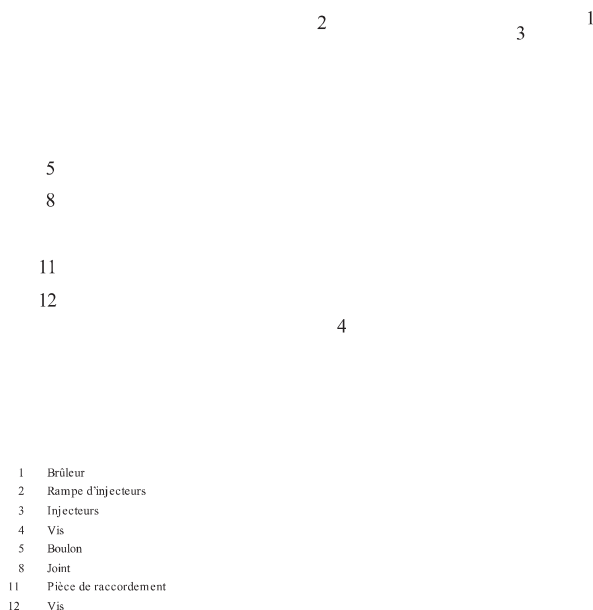 1
2
3
5
8
11
12
4
1 Brûleur
2 Rampe d'injecteurs
3 Injecteurs
4 Vis
5 Boulon
8 Joint
11 Pièce de raccordement
12 Vis